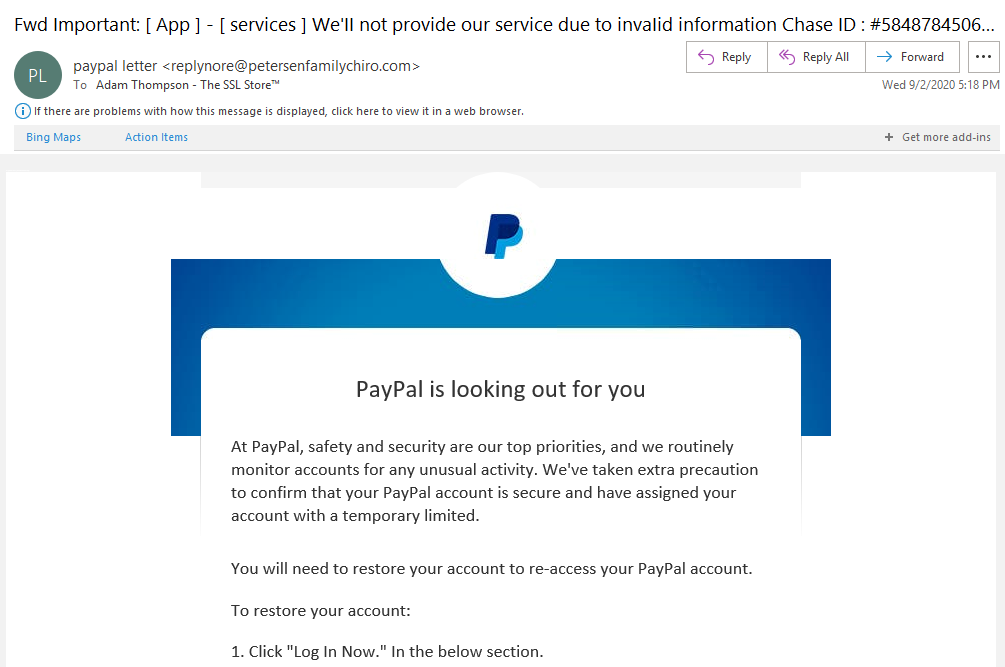 Fwd Important: [ App ] - [ services ] We'll not provide our service due to invalid information Chase ID : #5848784506...
PL
paypal letter <replynore@petersenfamilychiro.com>
Reply
Reply All
Forward
To Adam Thompson - The SSL Store™
Wed 9/2/2020 5:18 PM
If there are problems with how this message is displayed, click here to view it in a web browser.
Bing Maps
Action Items
+ Get more add-ins
PayPal is looking out for you
At PayPal, safety and security are our top priorities, and we routinely
monitor accounts for any unusual activity. We've taken extra precaution
to confirm that your PayPal account is secure and have assigned your
account with a temporary limited.
You will need to restore your account to re-access your PayPal account.
To restore your account:
1. Click "Log In Now." In the below section.